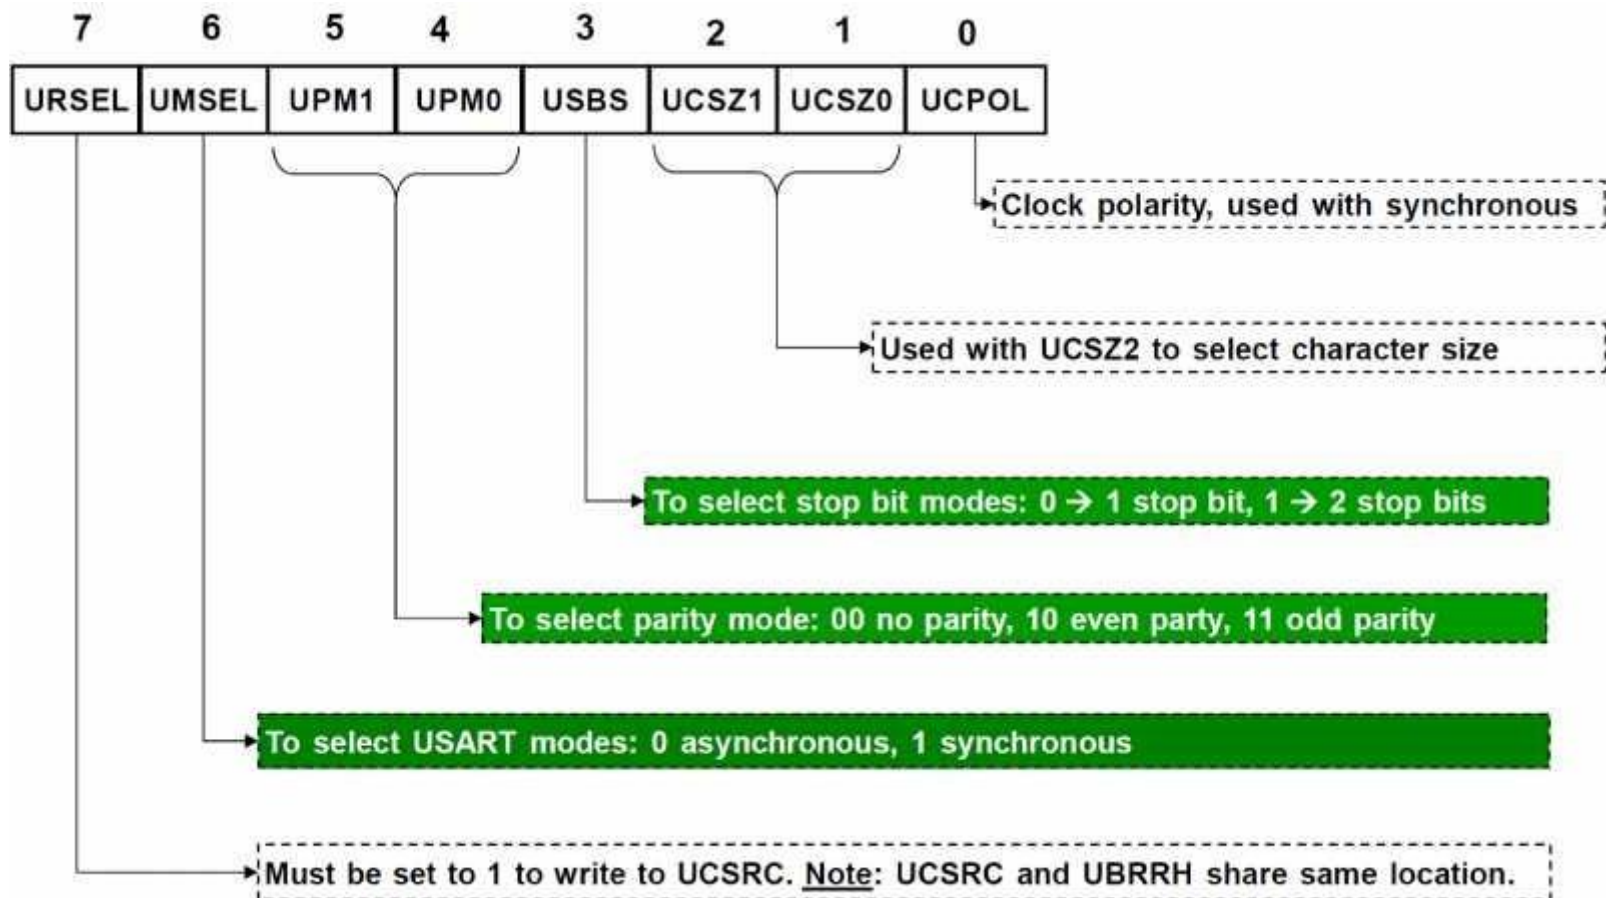 7 6 5 4 3 2 1 0
URSEL UMSEL UPM1 UPM0 USBS UCSZ1 UCSZ0 UCPOL
Clock polarity, used with synchronous
Used with UCSZ2 to select character size
To select stop bit modes: 0 → 1 stop bit, 1 → 2 stop bits
To select parity mode: 00 no parity, 10 even party, 11 odd parity
To select USART modes: 0 asynchronous, 1 synchronous
Must be set to 1 to write to UCSRC. Note: UCSRC and UBRRH share same location.